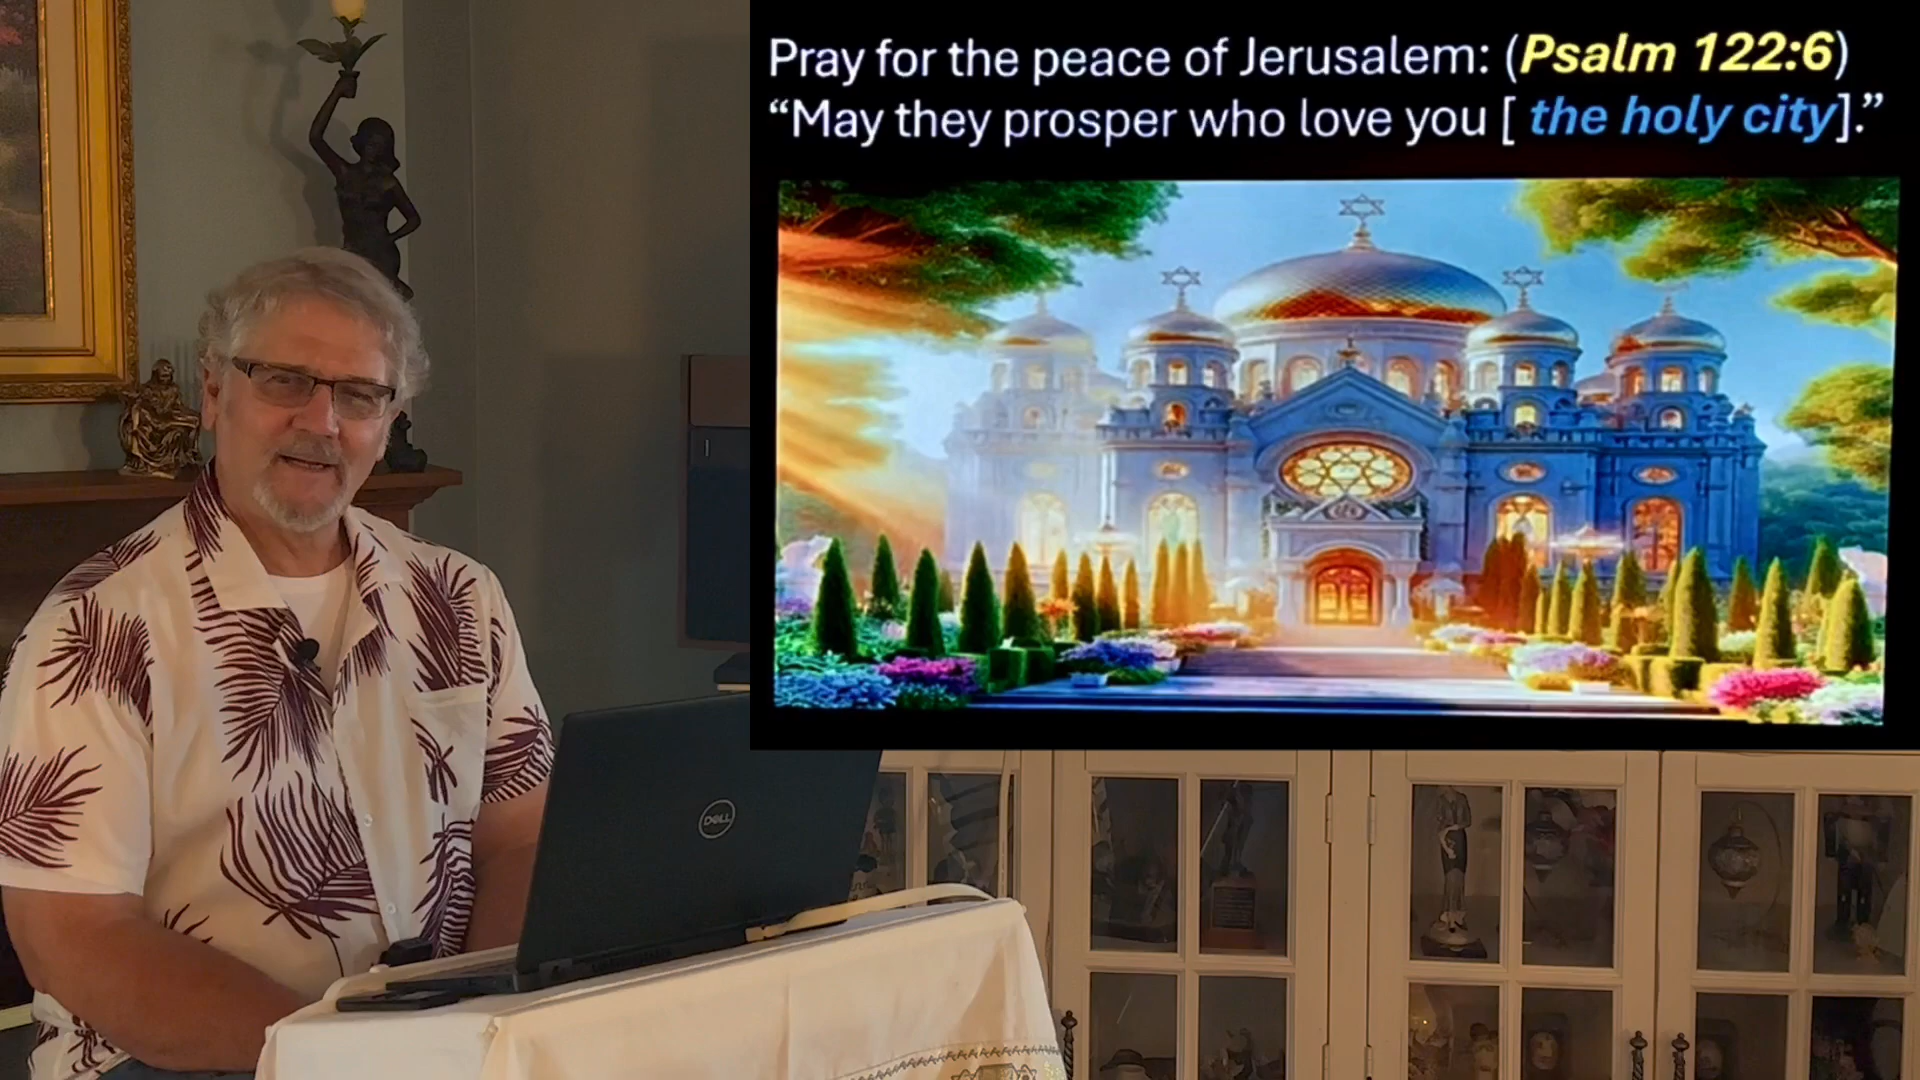 Pray for the peace of Jerusalem: (Psalm 122:6)
“May they prosper who love you [ the holy city].”
DELL